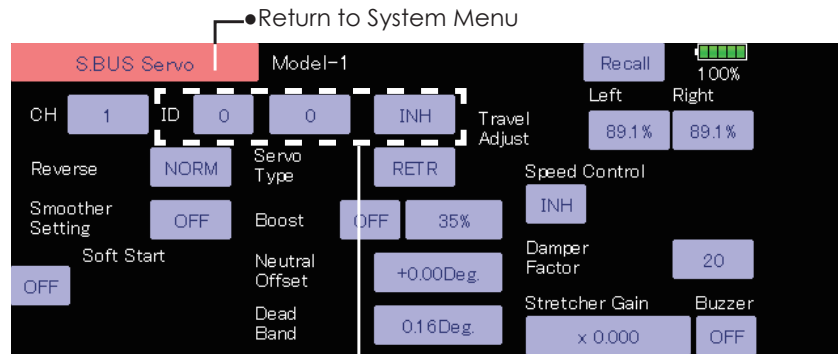 ●Return to System Menu
S.BUS Servo Model-1 Recall 100%
CH 1 ID 0 0 INH Travel Adjust Left 89.1% Right 89.1%
Reverse NORM Servo Type RETR Speed Control
INH
Smoother Setting OFF Boost OFF 35%
Soft Start OFF Neutral Offset +0.00Deg. Damper Factor 20
Dead Band 0.16Deg. Stretcher Gain x 0.000 Buzzer OFF